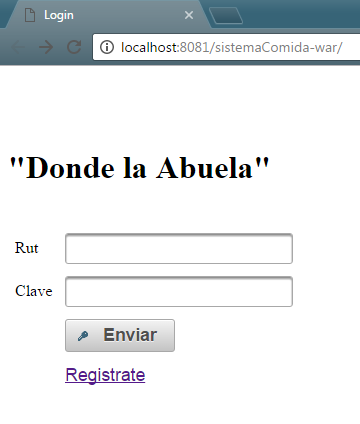 Login
localhost:8081/sistemaComida-war/
"Donde la Abuela"
Rut
Clave
Enviar
Registrate